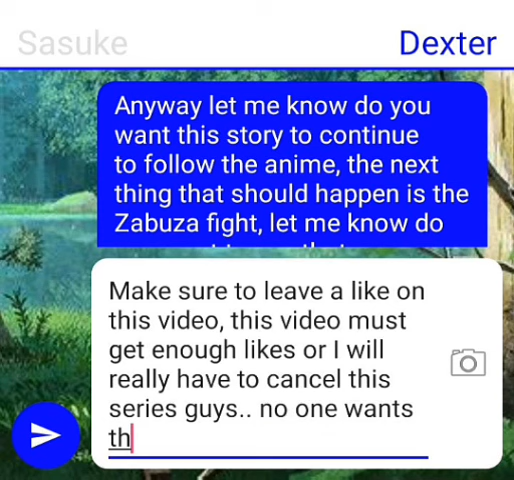 Sasuke
Dexter
Anyway let me know do you
want this story to continue
to follow the anime, the next
thing that should happen is the
Zabuza fight, let me know do
Make sure to leave a like on
this video, this video must
get enough likes or I will
really have to cancel this
series guys.. no one wants
th